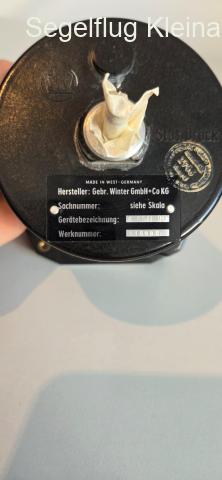 Segelflug Kleina
MADE IN WEST-GERMANY
Hersteller: Gebr. Winter GmbH+Co KG
Sachnummer: siehe Skala
Gerätebezeichnung:
Werknummer: